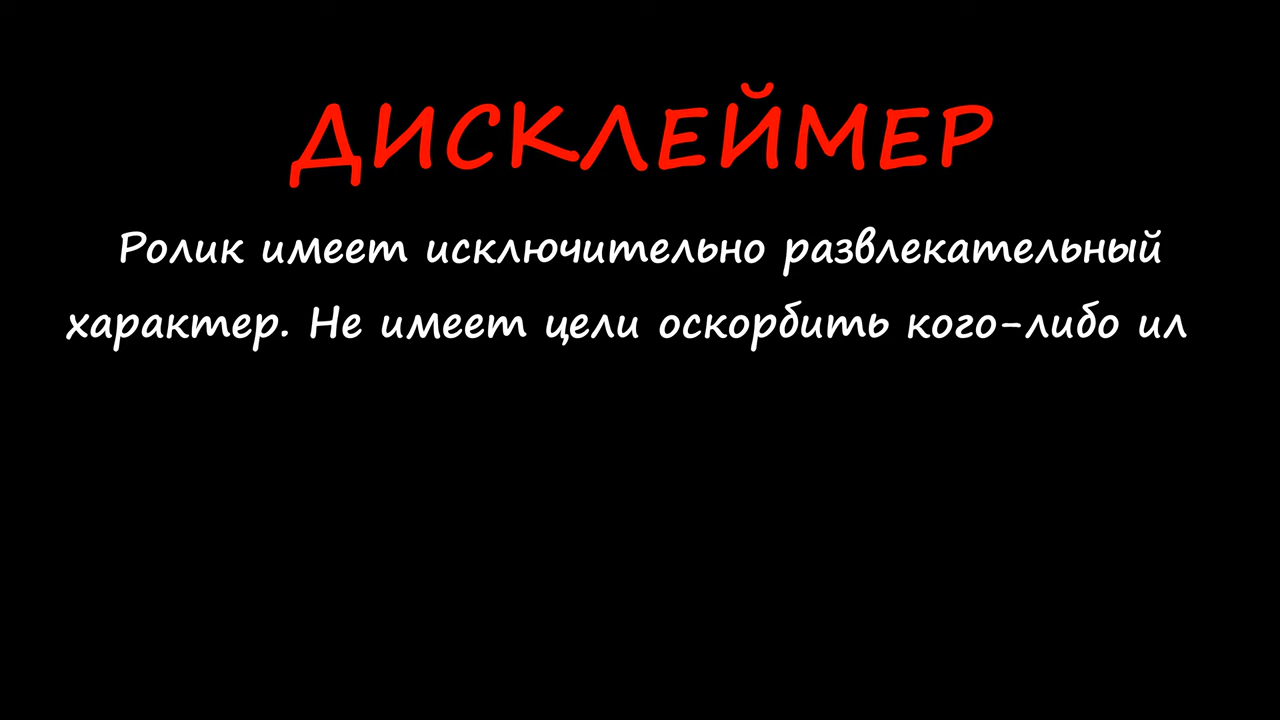 ДИСКЛЕЙМЕР
Ролик имеет исключительно развлекательный
характер. Не имеет цели оскорбить кого-либо ил